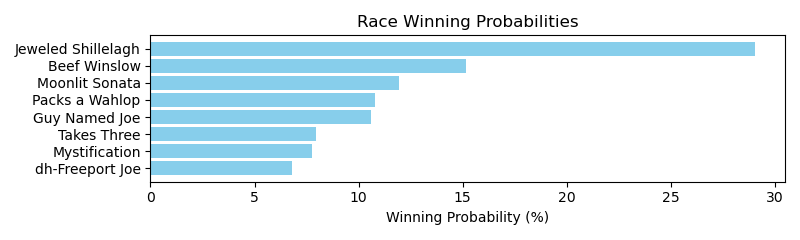 Race Winning Probabilities
Jeweled Shillelagh
Beef Winslow
Moonlit Sonata
Packs a Wahlop
Guy Named Joe
Takes Three
Mystification
dh-Freeport Joe
0 5 10 15 20 25 30
Winning Probability (%)